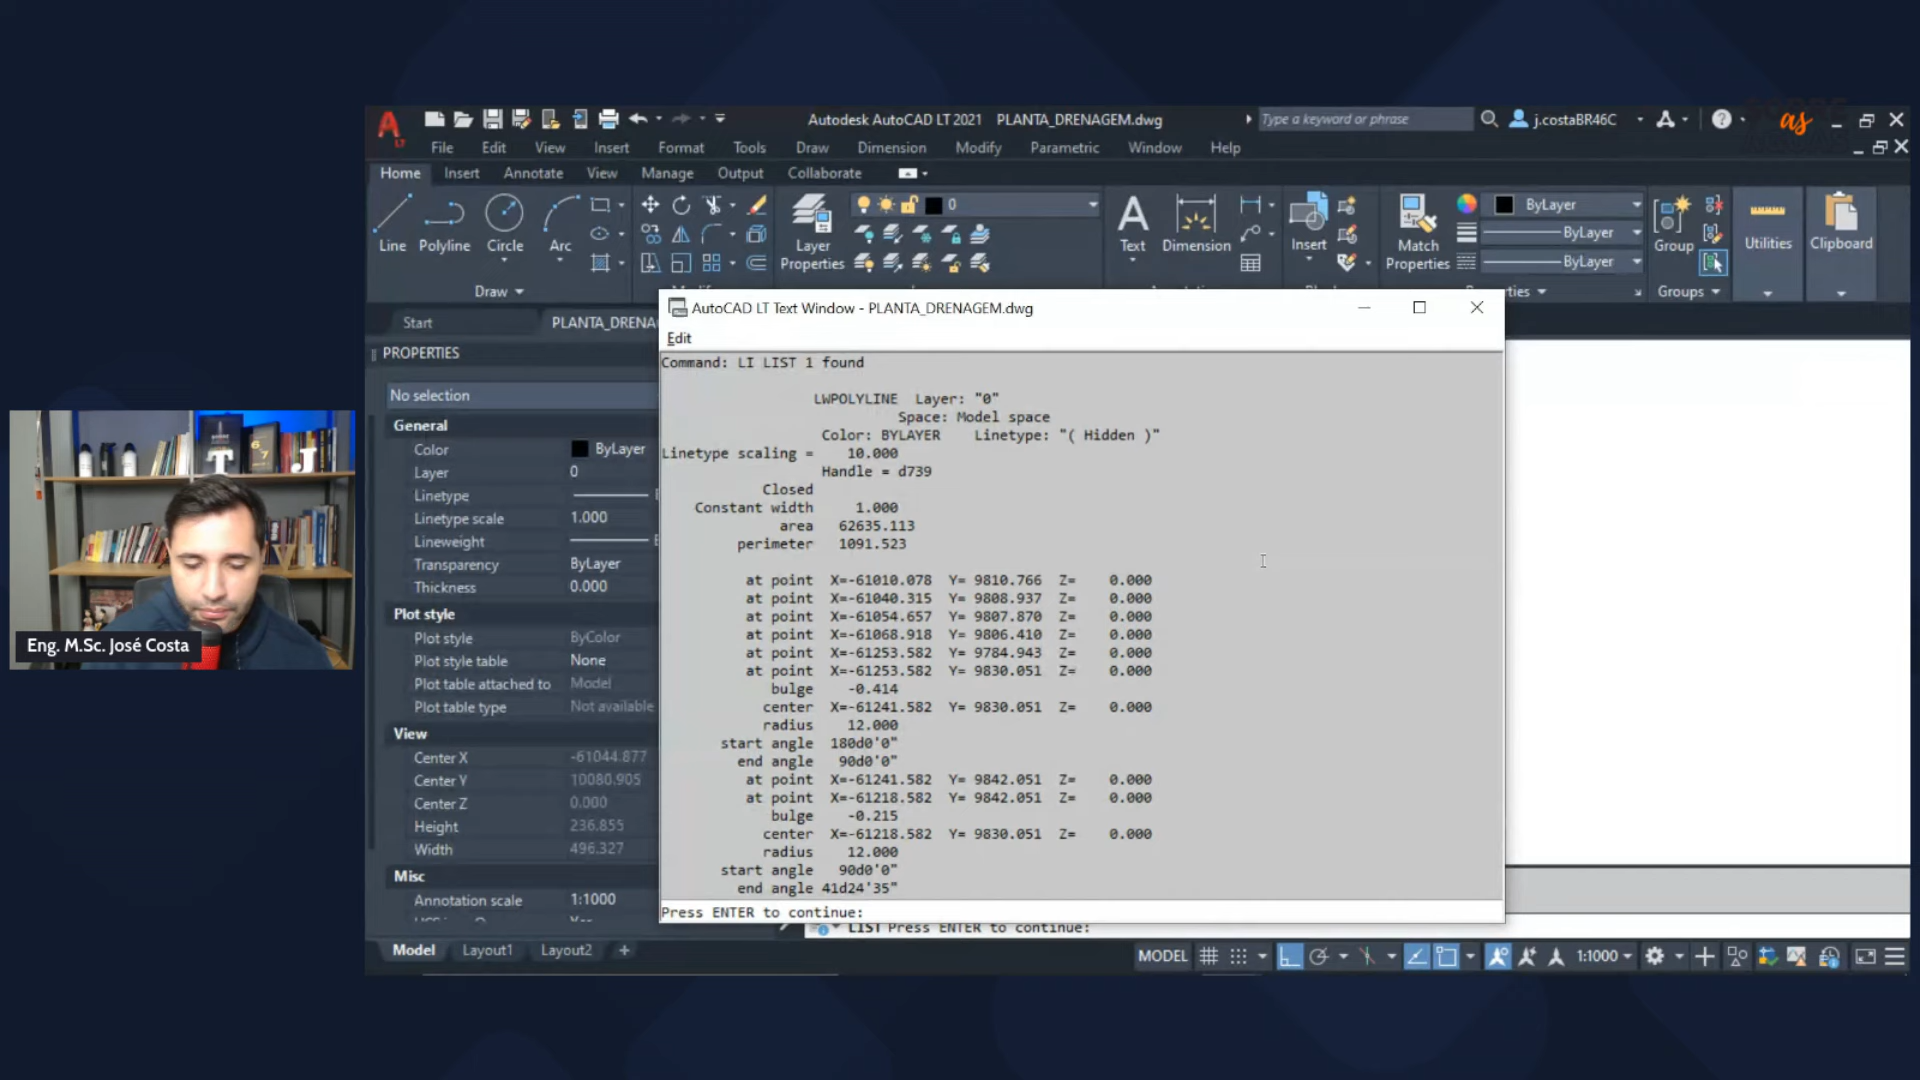 Autodesk AutoCAD LT 2021 PLANTA_DRENAGEM.dwg
Type a keyword or phrase
j.costaBR46C
as
File Edit View Insert Format Tools Draw Dimension Modify Parametric Window Help
Home Insert Annotate View Manage Output Collaborate
0
ByLayer
ByLayer
ByLayer
Line Polyline Circle Arc
Layer Properties
Text Dimension
Insert
Match Properties
Group
Utilities
Clipboard
Draw
Groups
LT
Start
PLANTA_DRENA
PROPERTIES
No selection
General
Color ByLayer
Layer 0
Linetype
Linetype scale 1.000
Lineweight
Transparency ByLayer
Thickness 0.000
Plot style
Plot style ByColor
Plot style table None
Plot table attached to Model
Plot table type Not available
View
Center X -61044.877
Center Y 10080.905
Center Z 0.000
Height 236.855
Width 496.327
Misc
Annotation scale 1:1000
AutoCAD LT Text Window - PLANTA_DRENAGEM.dwg
Edit
Command: LI LIST 1 found
LWPOLYLINE Layer: "0"
Space: Model space
Color: BYLAYER Linetype: "( Hidden )"
Linetype scaling = 10.000
Handle = d739
Closed
Constant width 1.000
area 62635.113
perimeter 1091.523
at point X=-61010.078 Y= 9810.766 Z= 0.000
at point X=-61040.315 Y= 9808.937 Z= 0.000
at point X=-61054.657 Y= 9807.870 Z= 0.000
at point X=-61068.918 Y= 9806.410 Z= 0.000
at point X=-61253.582 Y= 9784.943 Z= 0.000
at point X=-61253.582 Y= 9830.051 Z= 0.000
bulge -0.414
center X=-61241.582 Y= 9830.051 Z= 0.000
radius 12.000
start angle 180d0'0"
end angle 90d0'0"
at point X=-61241.582 Y= 9842.051 Z= 0.000
at point X=-61218.582 Y= 9842.051 Z= 0.000
bulge -0.215
center X=-61218.582 Y= 9830.051 Z= 0.000
radius 12.000
start angle 90d0'0"
end angle 41d24'35"
Press ENTER to continue:
LIST Press ENTER to continue:
Model Layout1 Layout2 +
MODEL
1:1000
Eng. M.Sc. José Costa